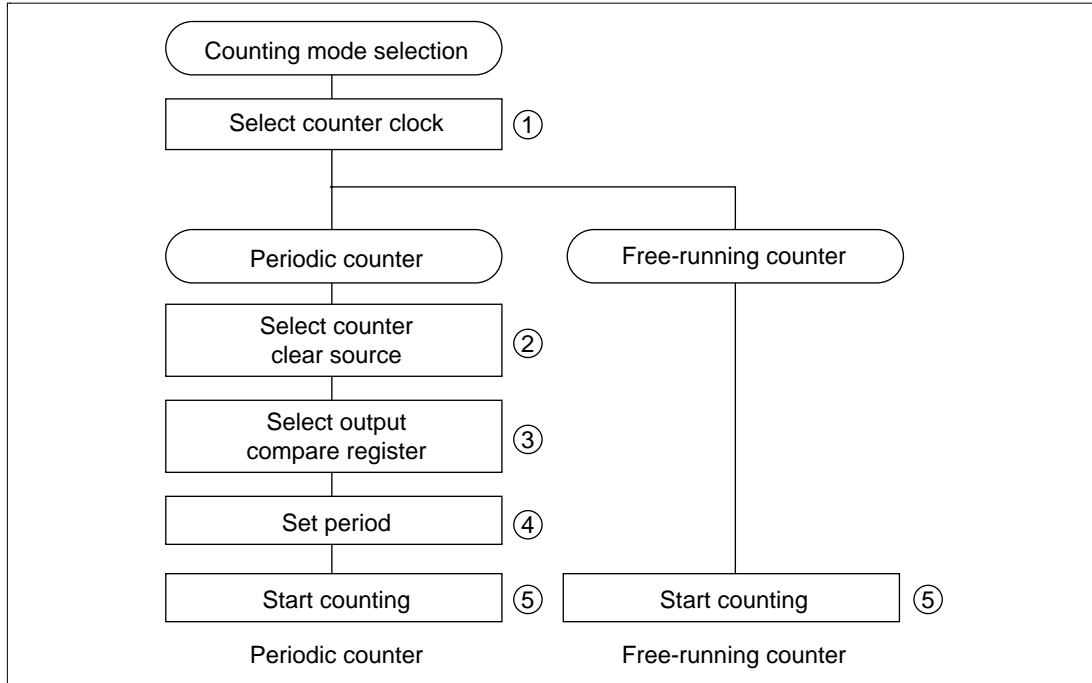 Counting mode selection
Select counter clock
①
Periodic counter
Free-running counter
Select counter
clear source
②
Select output
compare register
③
Set period
④
Start counting
⑤
Start counting
⑤
Periodic counter
Free-running counter